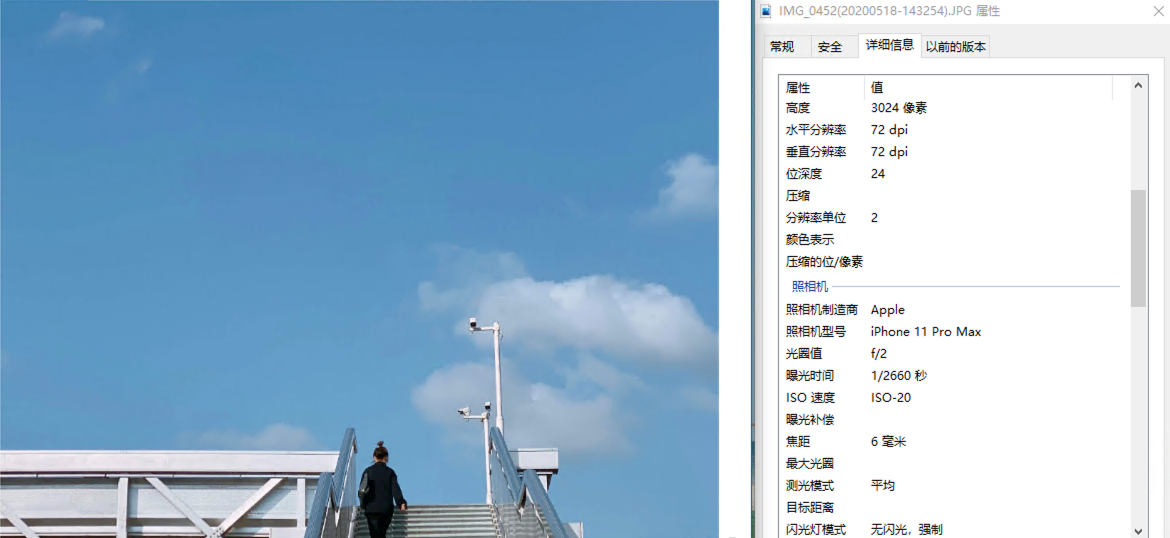 IMG_0452(20200518-143254).JPG 属性
常规 安全 详细信息 以前的版本
属性 值
高度 3024 像素
水平分辨率 72 dpi
垂直分辨率 72 dpi
位深度 24
压缩
分辨率单位 2
颜色表示
压缩的位/像素
照相机
照相机制造商 Apple
照相机型号 iPhone 11 Pro Max
光圈值 f/2
曝光时间 1/2660 秒
ISO 速度 ISO-20
曝光补偿
焦距 6 毫米
最大光圈
测光模式 平均
目标距离
闪光灯模式 无闪光，强制